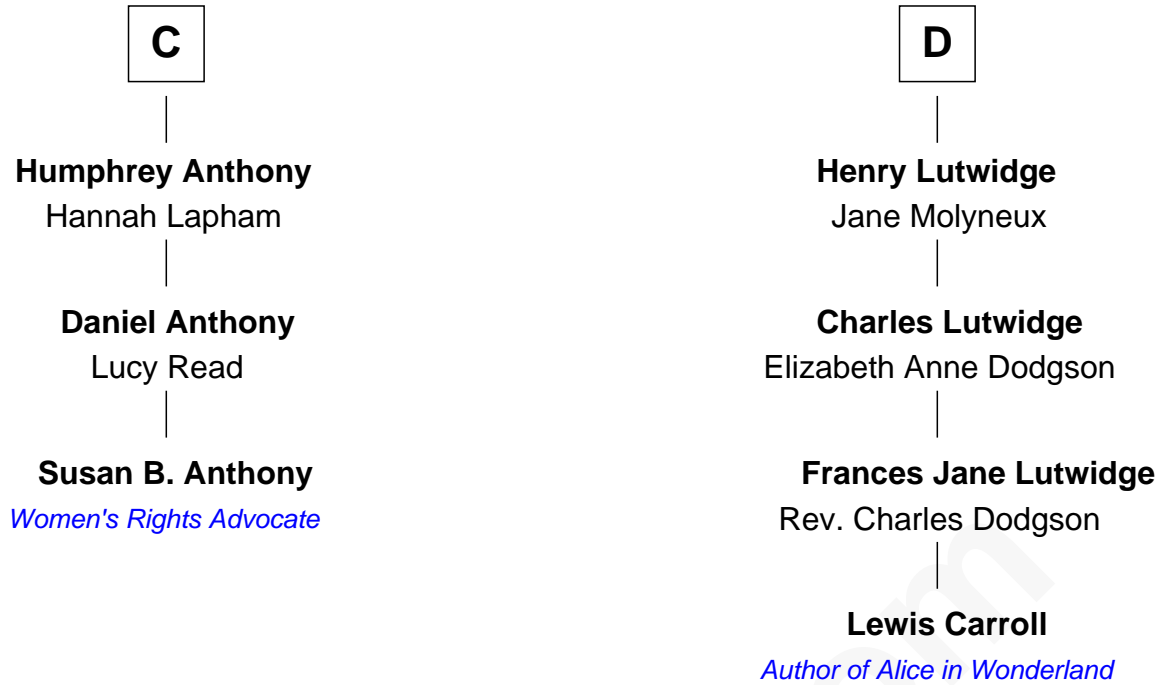 C
Humphrey Anthony
Hannah Lapham
Daniel Anthony
Lucy Read
Susan B. Anthony
Women's Rights Advocate
D
Henry Lutwidge
Jane Molyneux
Charles Lutwidge
Elizabeth Anne Dodgson
Frances Jane Lutwidge
Rev. Charles Dodgson
Lewis Carroll
Author of Alice in Wonderland